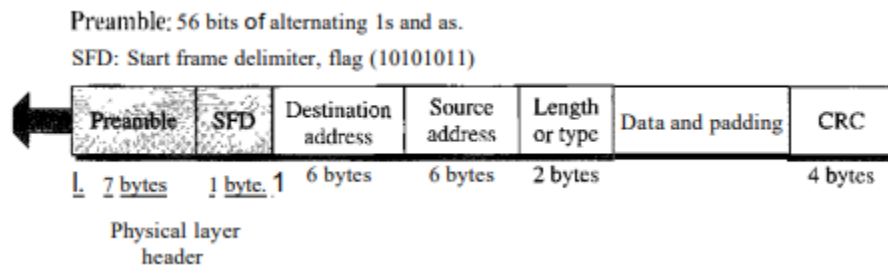 Preamble: 56 bits of alternating 1s and as.
SFD: Start frame delimiter, flag (10101011)
Preamble SFD Destination address Source address Length or type Data and padding CRC
l. 7 bytes 1 byte. 1 6 bytes 6 bytes 2 bytes 4 bytes
Physical layer
header